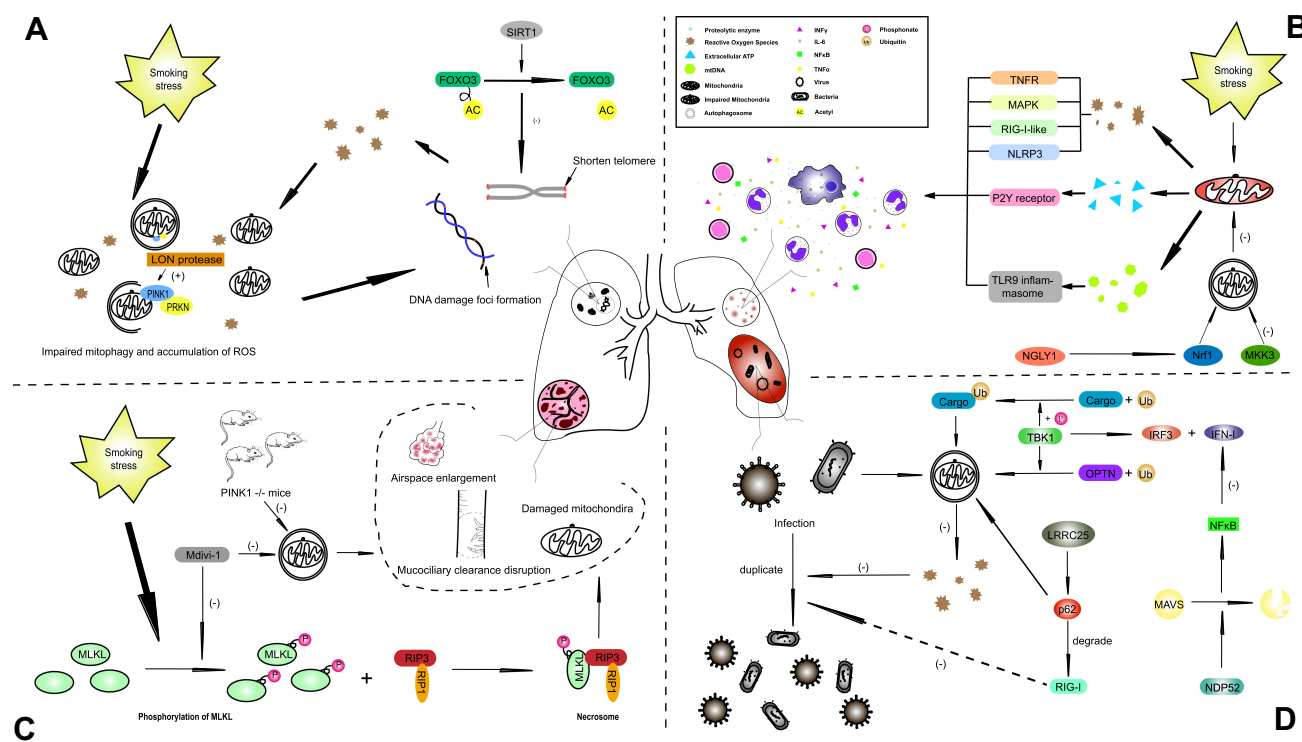 A
Smoking
stress
SIRT1
FOXO3
FOXO3
AC
AC
(-)
Shorten telomere
LON protease
(+)
PINK1
PRKN
DNA damage foci formation
Impaired mitophagy and accumulation of ROS
Proteolytic enzyme
Reactive Oxygen Species
Extracellular ATP
mtDNA
Mitochondria
Impaired Mitochondria
Autophagosome
INFγ
IL-6
NFκB
TNFα
Virus
Bacteria
AC
Acetyl
P
Phosphonate
Ub
Ubiquitin
B
Smoking
stress
TNFR
MAPK
RIG-I-like
NLRP3
P2Y receptor
TLR9 inflam-
masome
(-)
(-)
NGLY1
Nrf1
MKK3
C
Smoking
stress
PINK1 -/- mice
(-)
Mdivi-1
(-)
(-)
Airspace enlargement
Damaged mitochondria
Mucociliary clearance disruption
MLKL
MLKL
P
P
P
+
RIP3
RIP1
P
MLKL
RIP3
RIP1
Phosphorylation of MLKL
Necrosome
D
Cargo
Ub
Cargo
+
Ub
+
P
TBK1
IRF3
+
IFN-I
OPTN
+
Ub
Infection
(-)
(-)
LRRC25
NFκB
duplicate
(-)
p62
MAVS
degrade
(-)
RIG-I
NDP52